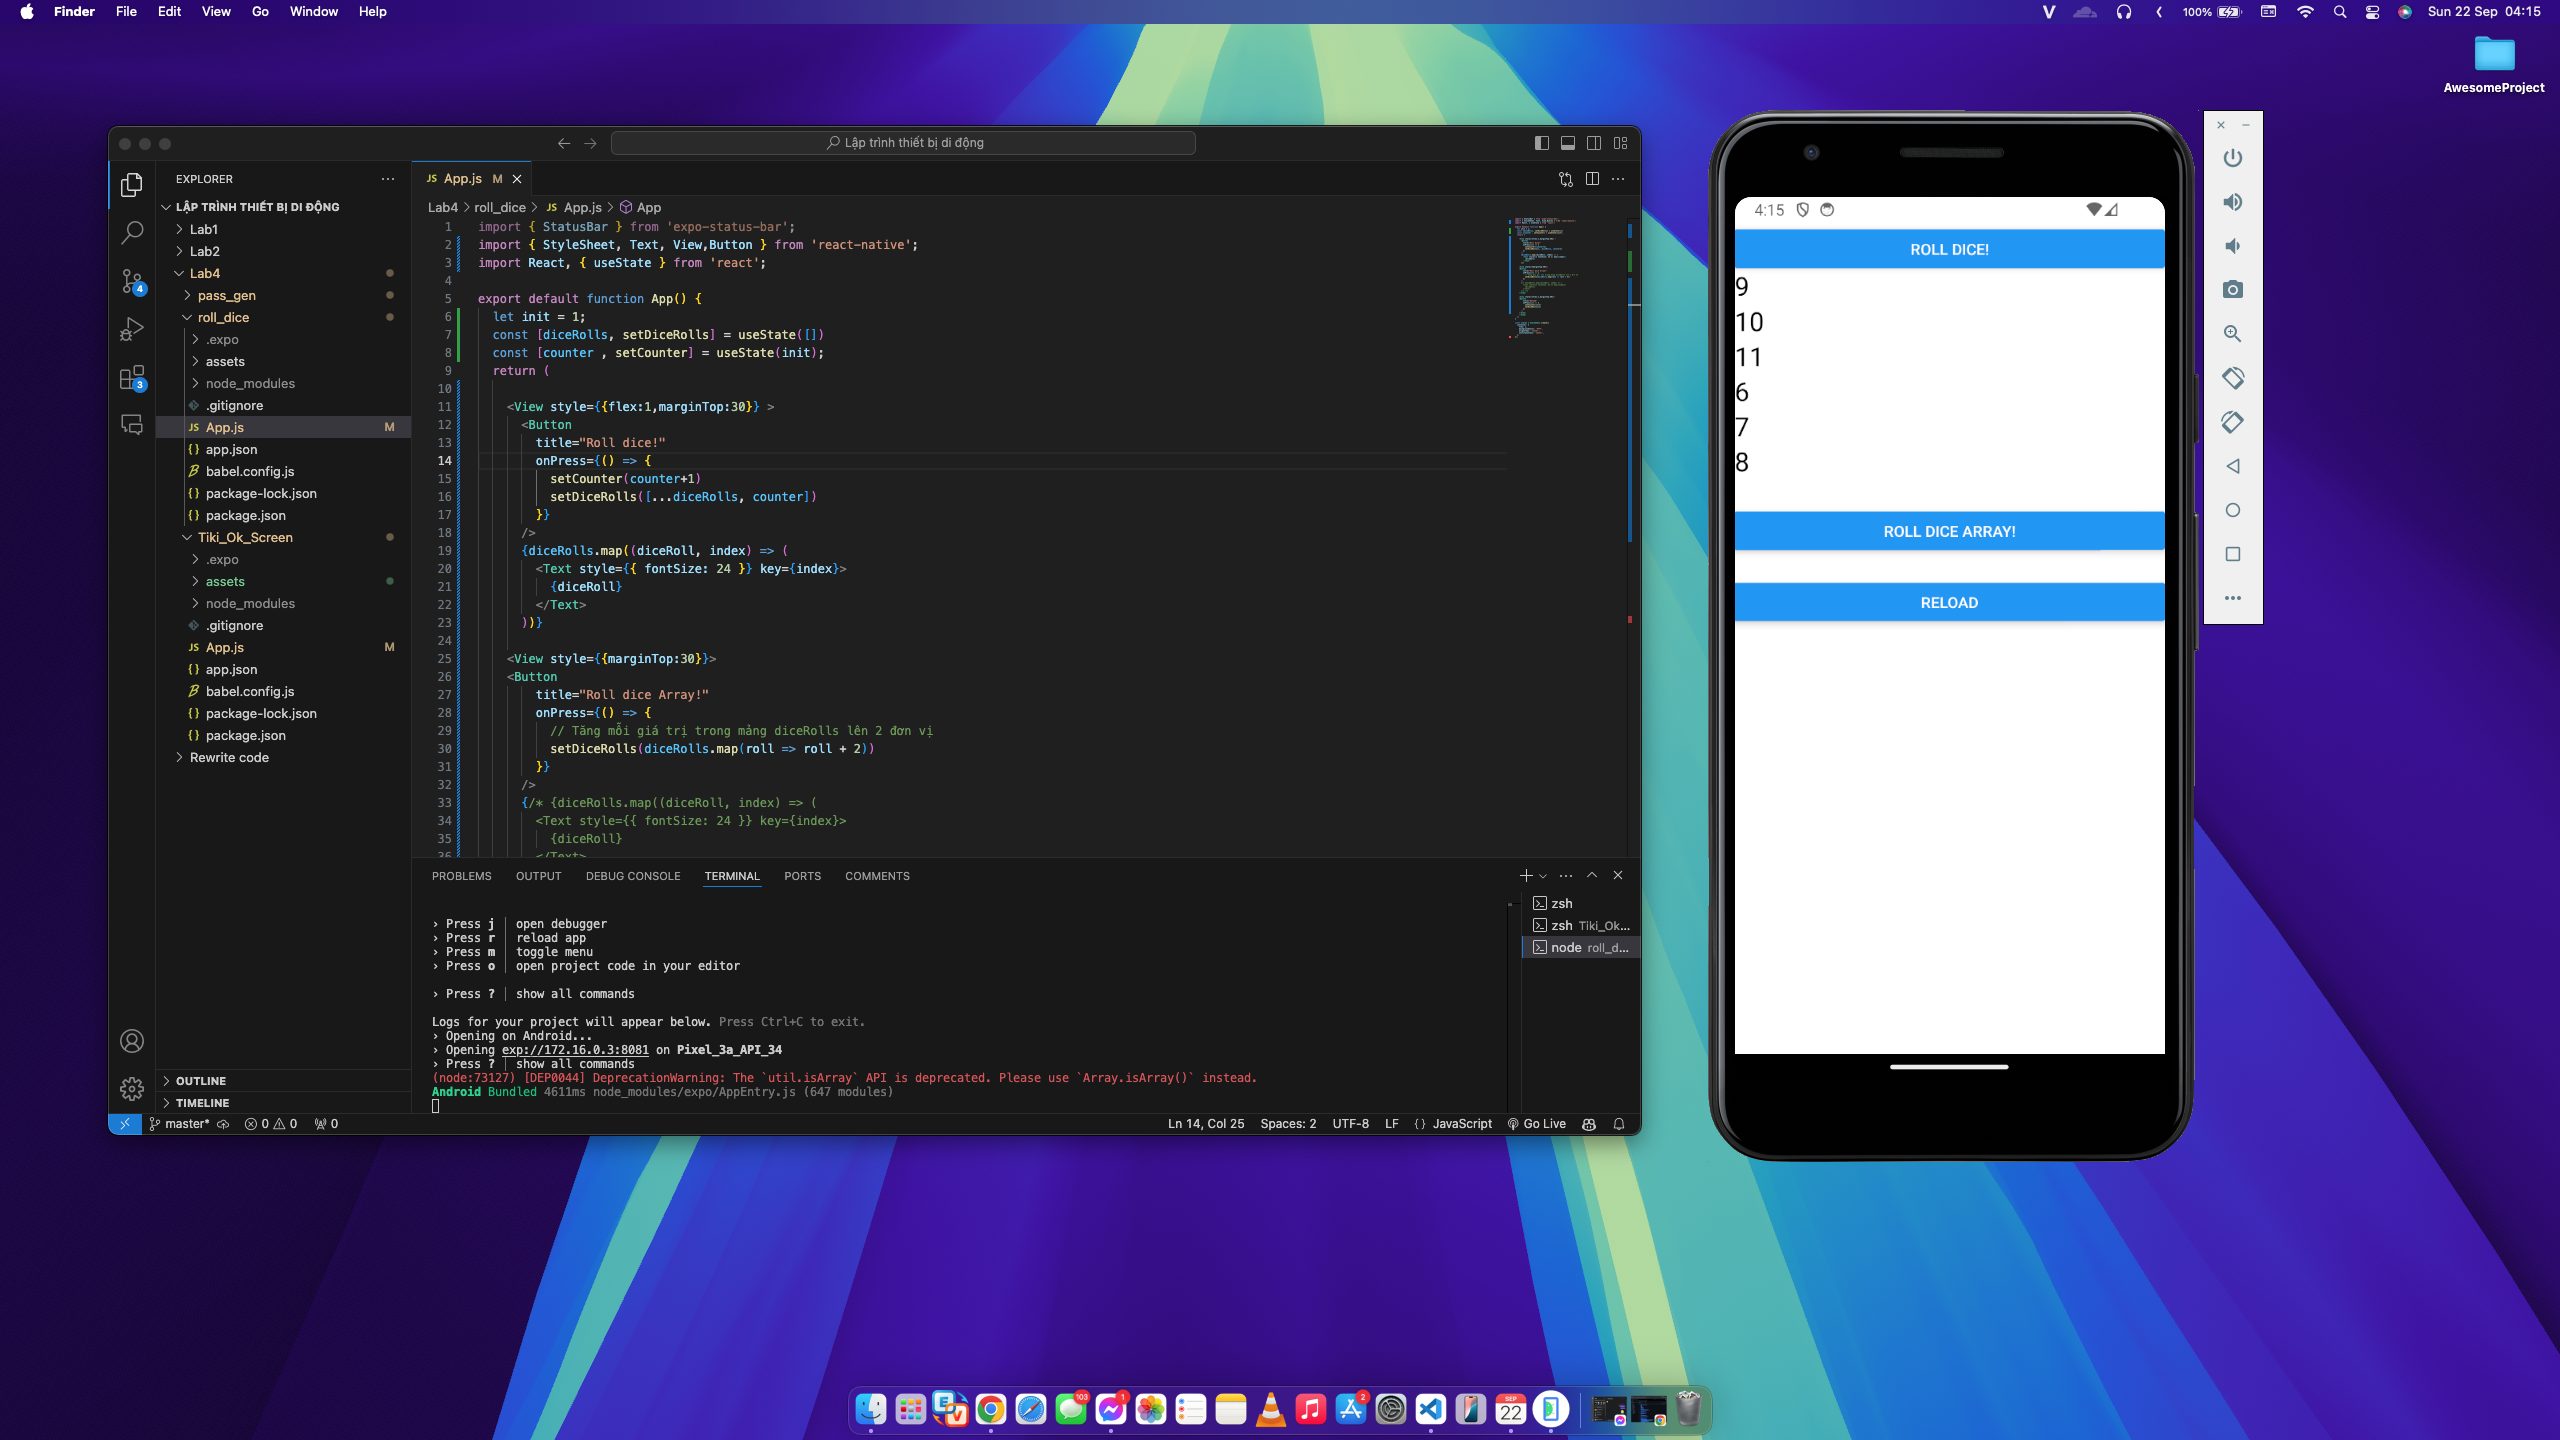 Finder File Edit View Go Window Help
100% Sun 22 Sep 04:15
AwesomeProject
Lập trình thiết bị di động
EXPLORER
LẬP TRÌNH THIẾT BỊ DI ĐỘNG
Lab1
Lab2
Lab4
pass_gen
roll_dice
.expo
assets
node_modules
.gitignore
JS App.js M
{} app.json
babel.config.js
{} package-lock.json
{} package.json
Tiki_Ok_Screen
.expo
assets
node_modules
.gitignore
JS App.js M
{} app.json
babel.config.js
{} package-lock.json
{} package.json
Rewrite code
OUTLINE
TIMELINE
4
3
JS App.js M
Lab4 > roll_dice > JS App.js > App
1 import { StatusBar } from 'expo-status-bar';
2 import { StyleSheet, Text, View,Button } from 'react-native';
3 import React, { useState } from 'react';
4
5 export default function App() {
6 let init = 1;
7 const [diceRolls, setDiceRolls] = useState([])
8 const [counter , setCounter] = useState(init);
9 return (
10
11 <View style={{flex:1,marginTop:30}} >
12 <Button
13 title="Roll dice!"
14 onPress={() => {
15 setCounter(counter+1)
16 setDiceRolls([...diceRolls, counter])
17 }}
18 />
19 {diceRolls.map((diceRoll, index) => (
20 <Text style={{ fontSize: 24 }} key={index}>
21 {diceRoll}
22 </Text>
23 ))}
24
25 <View style={{marginTop:30}}>
26 <Button
27 title="Roll dice Array!"
28 onPress={() => {
29 // Tăng mỗi giá trị trong mảng diceRolls lên 2 đơn vị
30 setDiceRolls(diceRolls.map(roll => roll + 2))
31 }}
32 />
33 {/* {diceRolls.map((diceRoll, index) => (
34 <Text style={{ fontSize: 24 }} key={index}>
35 {diceRoll}
36 </Text>
PROBLEMS OUTPUT DEBUG CONSOLE TERMINAL PORTS COMMENTS
› Press j | open debugger
› Press r | reload app
› Press m | toggle menu
› Press o | open project code in your editor
› Press ? | show all commands
Logs for your project will appear below. Press Ctrl+C to exit.
› Opening on Android...
› Opening exp://172.16.0.3:8081 on Pixel_3a_API_34
› Press ? | show all commands
(node:73127) [DEP0044] DeprecationWarning: The `util.isArray` API is deprecated. Please use `Array.isArray()` instead.
Android Bundled 4611ms node_modules/expo/AppEntry.js (647 modules)
zsh
zsh Tiki_Ok...
node roll_d...
master* 0 0 0 Ln 14, Col 25 Spaces: 2 UTF-8 LF {} JavaScript Go Live
4:15
ROLL DICE!
9
10
11
6
7
8
ROLL DICE ARRAY!
RELOAD
103
1
2
SEP
22